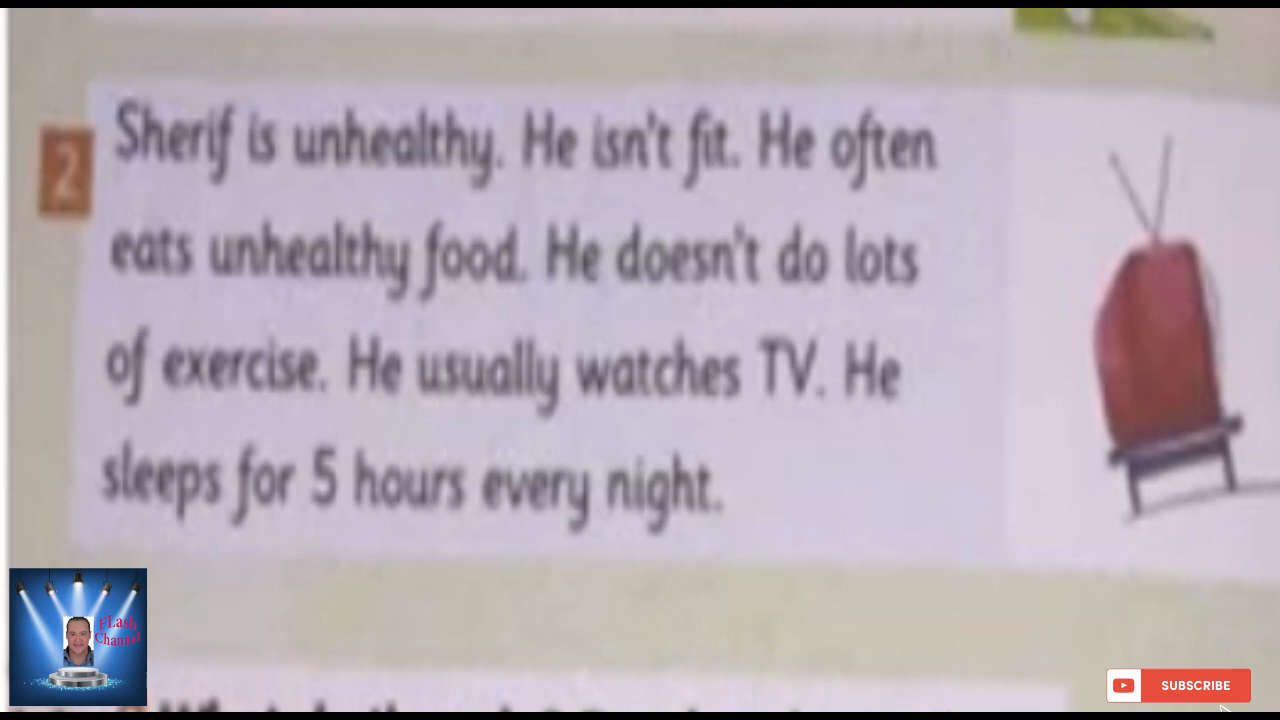 2
Sherif is unhealthy. He isn't fit. He often
eats unhealthy food. He doesn't do lots
of exercise. He usually watches TV. He
sleeps for 5 hours every night.
FLash
Channel
SUBSCRIBE